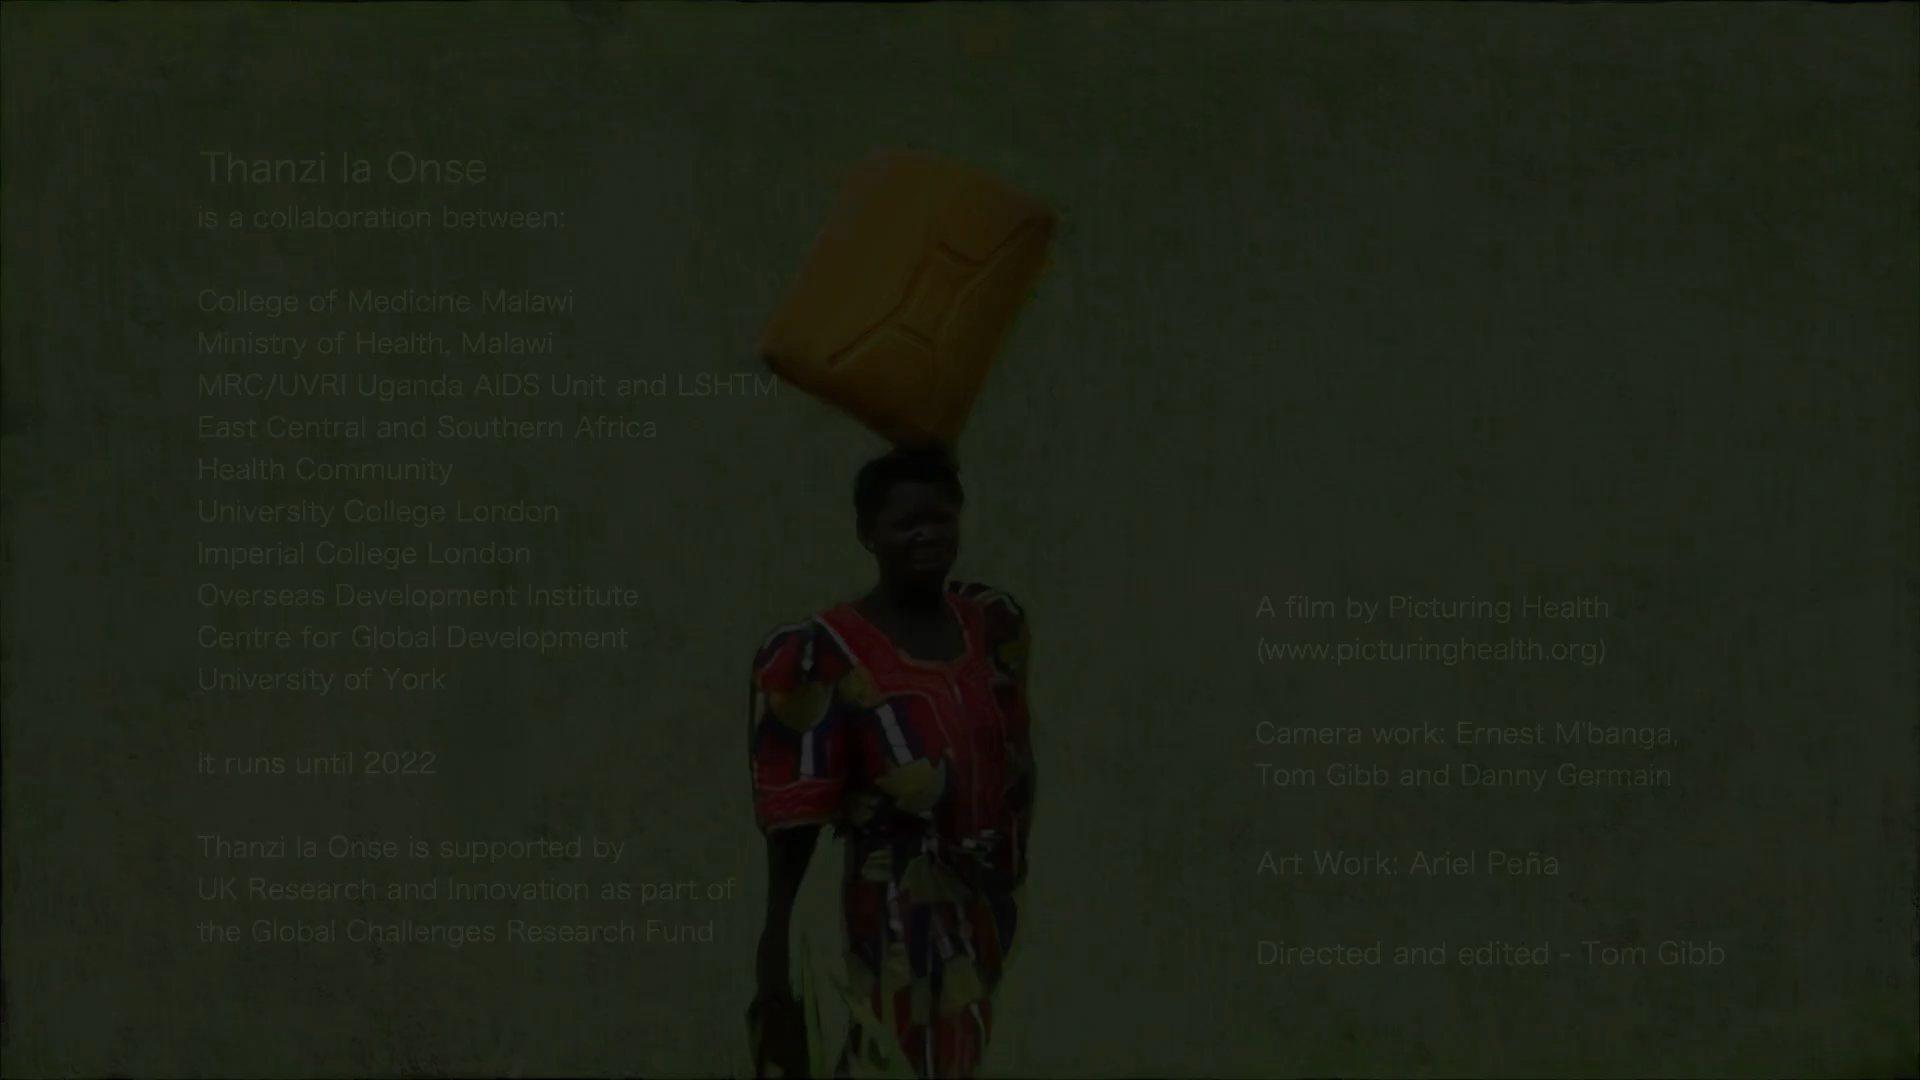 Thanzi la Onse
is a collaboration between:
College of Medicine Malawi
Ministry of Health, Malawi
MRC/UVRI Uganda AIDS Unit and LSHTM
East Central and Southern Africa
Health Community
University College London
Imperial College London
Overseas Development Institute
Centre for Global Development
University of York
it runs until 2022
Thanzi la Onse is supported by
UK Research and Innovation as part of
the Global Challenges Research Fund
A film by Picturing Health
(www.picturinghealth.org)
Camera work: Ernest M'banga,
Tom Gibb and Danny Germain
Art Work: Ariel Peña
Directed and edited - Tom Gibb